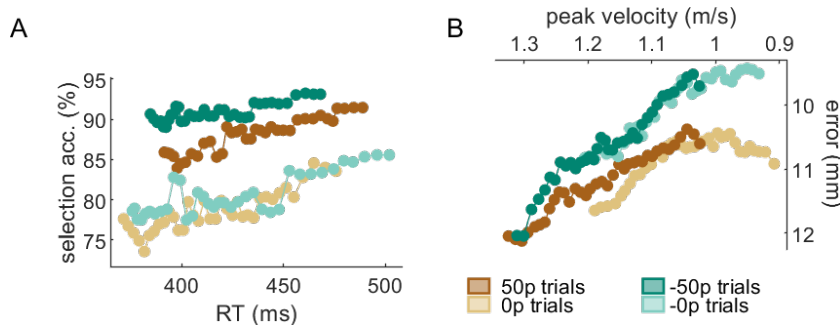 A
selection acc. (%)
95
90
85
80
75
400
450
500
RT (ms)
B
peak velocity (m/s)
1.3
1.2
1.1
1
0.9
10
11
12
error (mm)
50p trials
0p trials
-50p trials
-0p trials